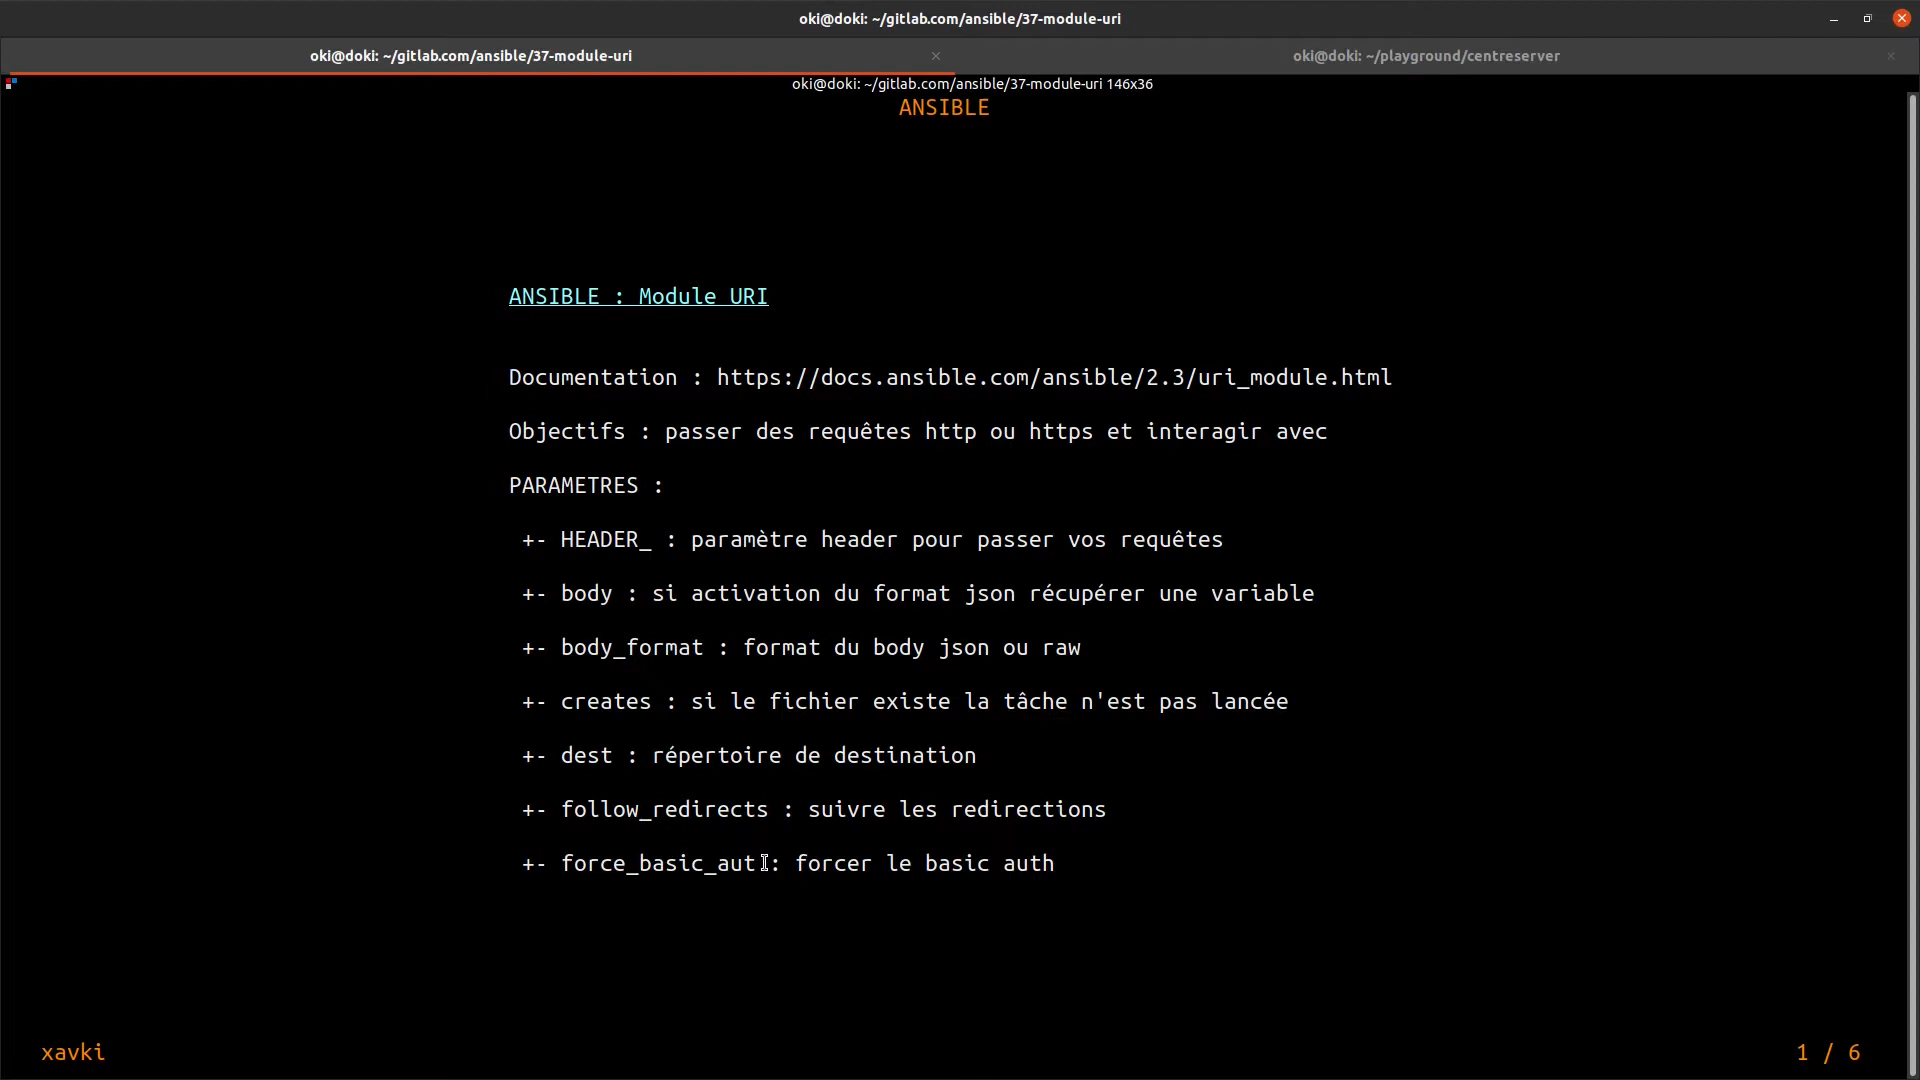 oki@doki: ~/gitlab.com/ansible/37-module-uri
oki@doki: ~/gitlab.com/ansible/37-module-uri
oki@doki: ~/playground/centreserver
oki@doki: ~/gitlab.com/ansible/37-module-uri 146x36
ANSIBLE
ANSIBLE : Module URI
Documentation : https://docs.ansible.com/ansible/2.3/uri_module.html
Objectifs : passer des requêtes http ou https et interagir avec
PARAMETRES :
+- HEADER_ : paramètre header pour passer vos requêtes
+- body : si activation du format json récupérer une variable
+- body_format : format du body json ou raw
+- creates : si le fichier existe la tâche n'est pas lancée
+- dest : répertoire de destination
+- follow_redirects : suivre les redirections
+- force_basic_aut : forcer le basic auth
xavki
1 / 6